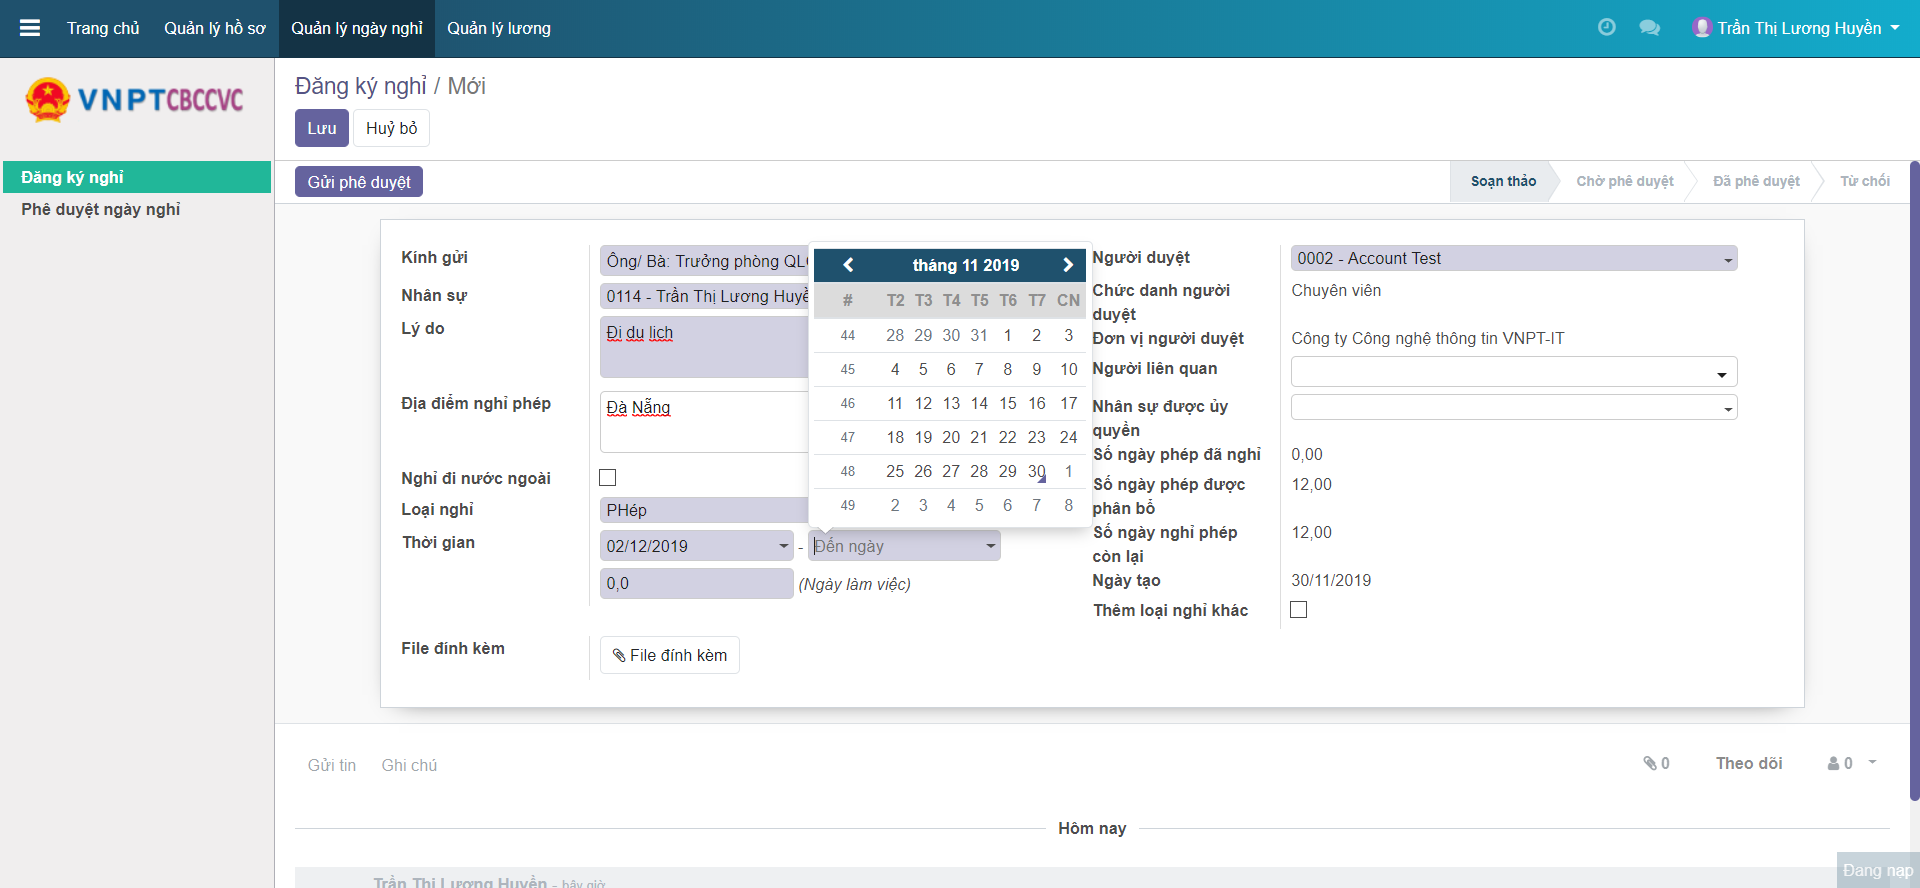 Trang chủ Quản lý hồ sơ Quản lý ngày nghỉ Quản lý lương Trần Thị Lương Huyền
VNPT CBCCVC
Đăng ký nghỉ
Phê duyệt ngày nghỉ
Đăng ký nghỉ / Mới
Lưu Huỷ bỏ
Gửi phê duyệt Soạn thảo Chờ phê duyệt Đã phê duyệt Từ chối
Kính gửi Ông/ Bà: Trưởng phòng
Nhân sự 0114 - Trần Thị Lương
Lý do Đi du lich
Địa điểm nghỉ phép Đà Nẵng
Nghỉ đi nước ngoài
Loại nghỉ PHép
Thời gian 02/12/2019 - Đến ngày
0,0 (Ngày làm việc)
File đính kèm File đính kèm
tháng 11 2019
# T2 T3 T4 T5 T6 T7 CN
44 28 29 30 31 1 2 3
45 4 5 6 7 8 9 10
46 11 12 13 14 15 16 17
47 18 19 20 21 22 23 24
48 25 26 27 28 29 30 1
49 2 3 4 5 6 7 8
Người duyệt 0002 - Account Test
Chức danh người Chuyên viên
duyệt
Đơn vị người duyệt Công ty Công nghệ thông tin VNPT-IT
Người liên quan
Nhân sự được ủy
quyền
Số ngày phép đã nghỉ 0,00
Số ngày phép được 12,00
phân bổ
Số ngày nghỉ phép 12,00
còn lại
Ngày tạo 30/11/2019
Thêm loại nghỉ khác
Gửi tin Ghi chú 0 Theo dõi 0
Hôm nay
Trần Thị Lương Huyền - bây giờ
Đang nạp